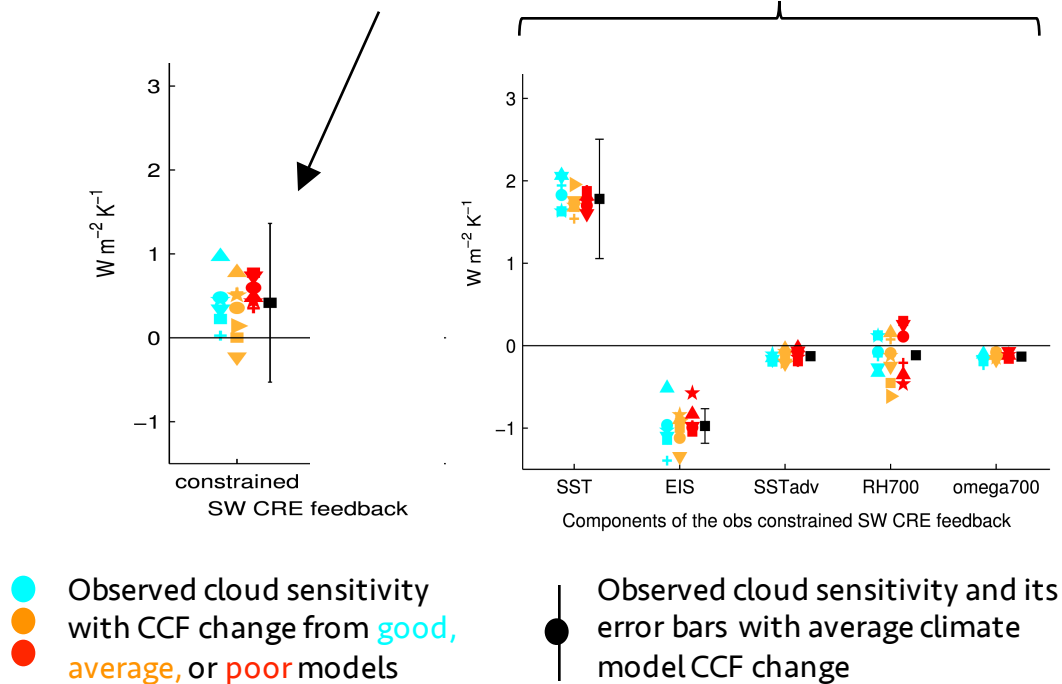 3
2
1
0
−1
W m−2 K−1
constrained
SW CRE feedback
3
2
1
0
−1
W m−2 K−1
SST EIS SSTadv RH700 omega700
Components of the obs constrained SW CRE feedback
Observed cloud sensitivity
with CCF change from good,
average, or poor models
Observed cloud sensitivity and its
error bars with average climate
model CCF change